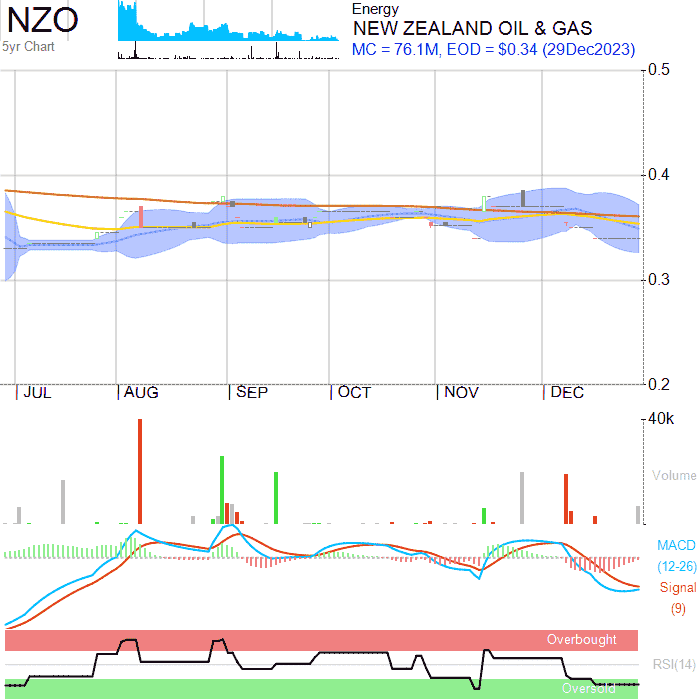 NZO
5yr Chart
Energy
NEW ZEALAND OIL & GAS
MC = 76.1M, EOD = $0.34 (29Dec2023)
0.5
0.4
0.3
0.2
JUL AUG SEP OCT NOV DEC
40k
Volume
MACD
(12-26)
Signal
(9)
Overbought
RSI(14)
Oversold